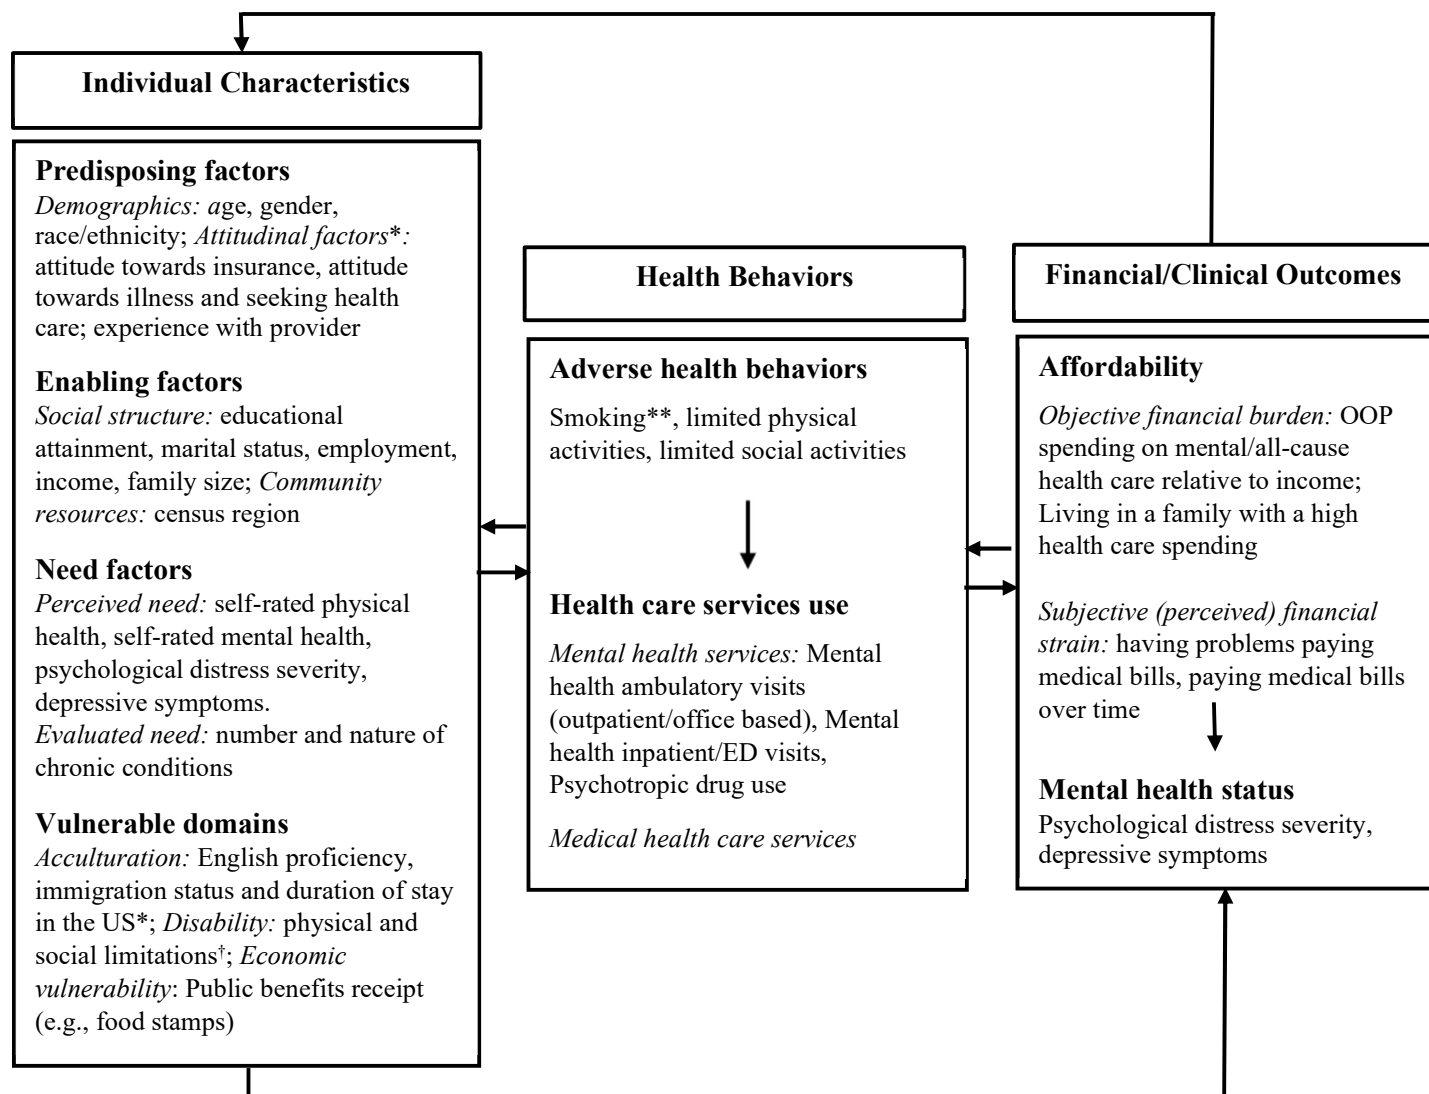 Individual Characteristics
Predisposing factors
Demographics: age, gender,
race/ethnicity; Attitudinal factors*:
attitude towards insurance, attitude
towards illness and seeking health
care; experience with provider
Enabling factors
Social structure: educational
attainment, marital status, employment,
income, family size; Community
resources: census region
Need factors
Perceived need: self-rated physical
health, self-rated mental health,
psychological distress severity,
depressive symptoms.
Evaluated need: number and nature of
chronic conditions
Vulnerable domains
Acculturation: English proficiency,
immigration status and duration of stay
in the US*; Disability: physical and
social limitations†; Economic
vulnerability: Public benefits receipt
(e.g., food stamps)
Health Behaviors
Adverse health behaviors
Smoking**, limited physical
activities, limited social activities
Health care services use
Mental health services: Mental
health ambulatory visits
(outpatient/office based), Mental
health inpatient/ED visits,
Psychotropic drug use
Medical health care services
Financial/Clinical Outcomes
Affordability
Objective financial burden: OOP
spending on mental/all-cause
health care relative to income;
Living in a family with a high
health care spending
Subjective (perceived) financial
strain: having problems paying
medical bills, paying medical bills
over time
Mental health status
Psychological distress severity,
depressive symptoms